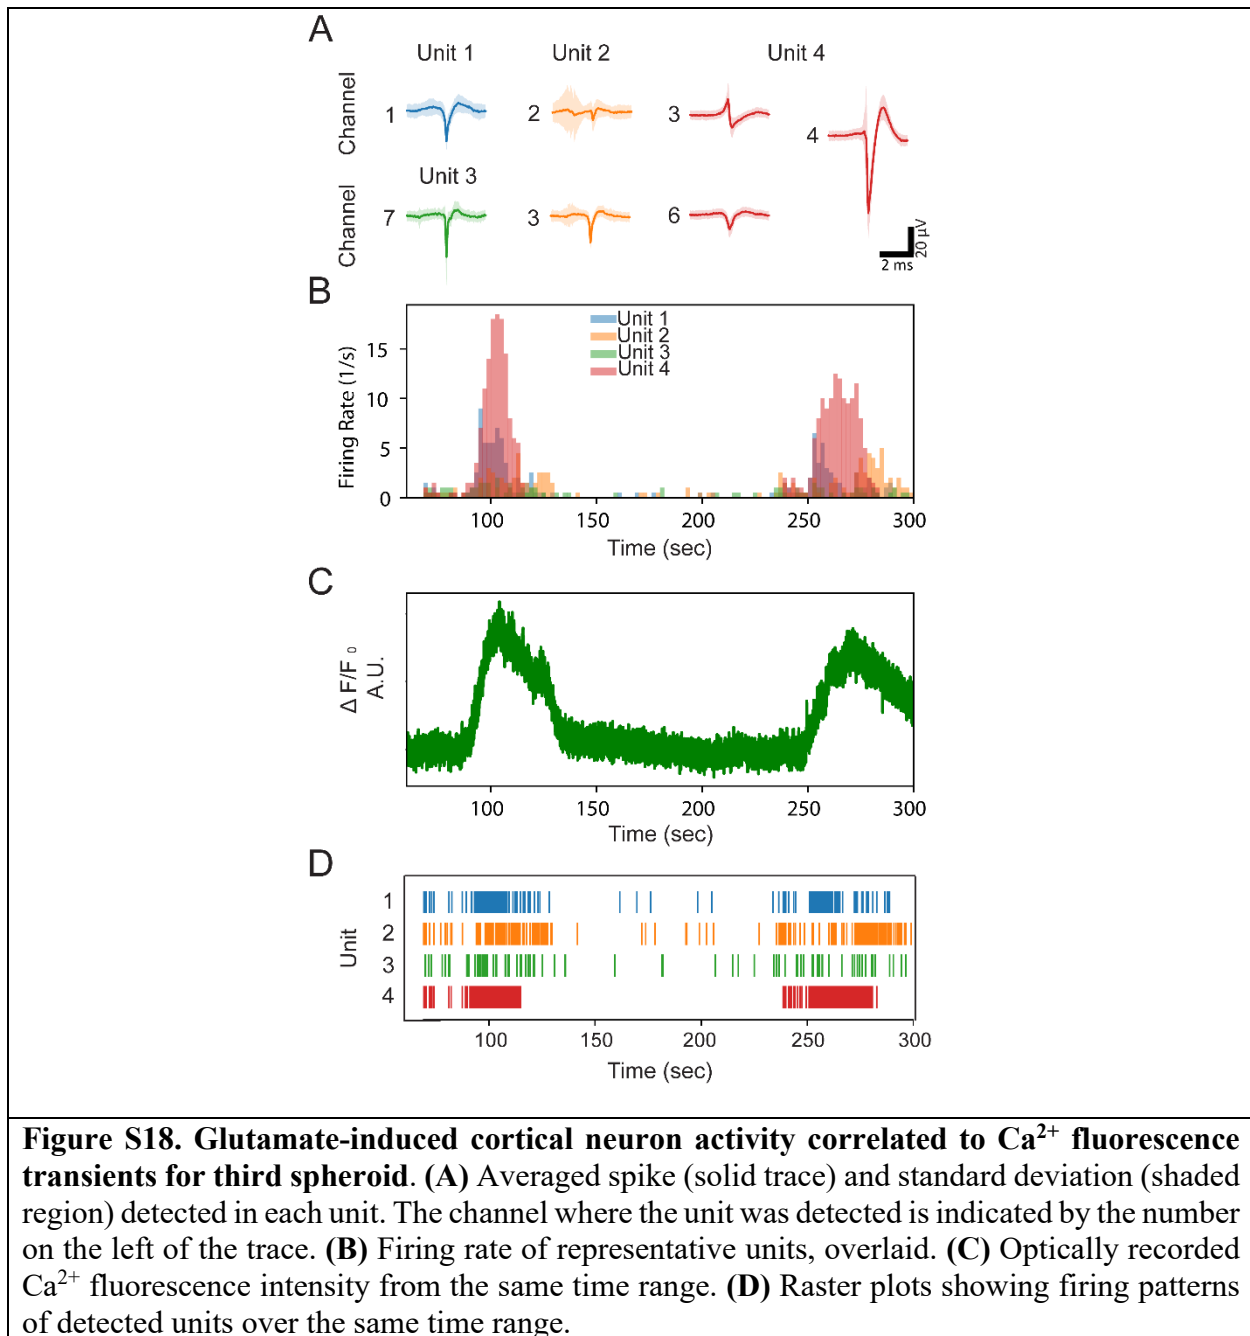 A
Unit 1 Unit 2 Unit 4
Channel 1 2 3 4
Unit 3
Channel 7 3 6
20 µV
2 ms
B
Firing Rate (1/s)
15
10
5
0
Unit 1
Unit 2
Unit 3
Unit 4
100 150 200 250 300
Time (sec)
C
Δ F/F ₀
A.U.
100 150 200 250 300
Time (sec)
D
Unit
1
2
3
4
100 150 200 250 300
Time (sec)
Figure S18. Glutamate-induced cortical neuron activity correlated to Ca²⁺ fluorescence
transients for third spheroid. (A) Averaged spike (solid trace) and standard deviation (shaded
region) detected in each unit. The channel where the unit was detected is indicated by the number
on the left of the trace. (B) Firing rate of representative units, overlaid. (C) Optically recorded
Ca²⁺ fluorescence intensity from the same time range. (D) Raster plots showing firing patterns
of detected units over the same time range.